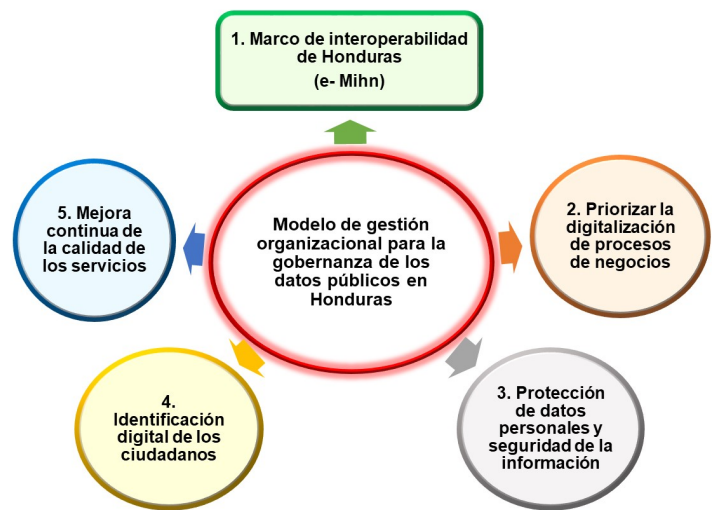 1. Marco de interoperabilidad
de Honduras
(e- Mihn)
2. Priorizar la
digitalización
de procesos
de negocios
3. Protección
de datos
personales y
seguridad de la
información
4.
Identificación
digital de los
ciudadanos
5. Mejora
continua de
la calidad de
los servicios
Modelo de gestión
organizacional para la
gobernanza de los
datos públicos en
Honduras